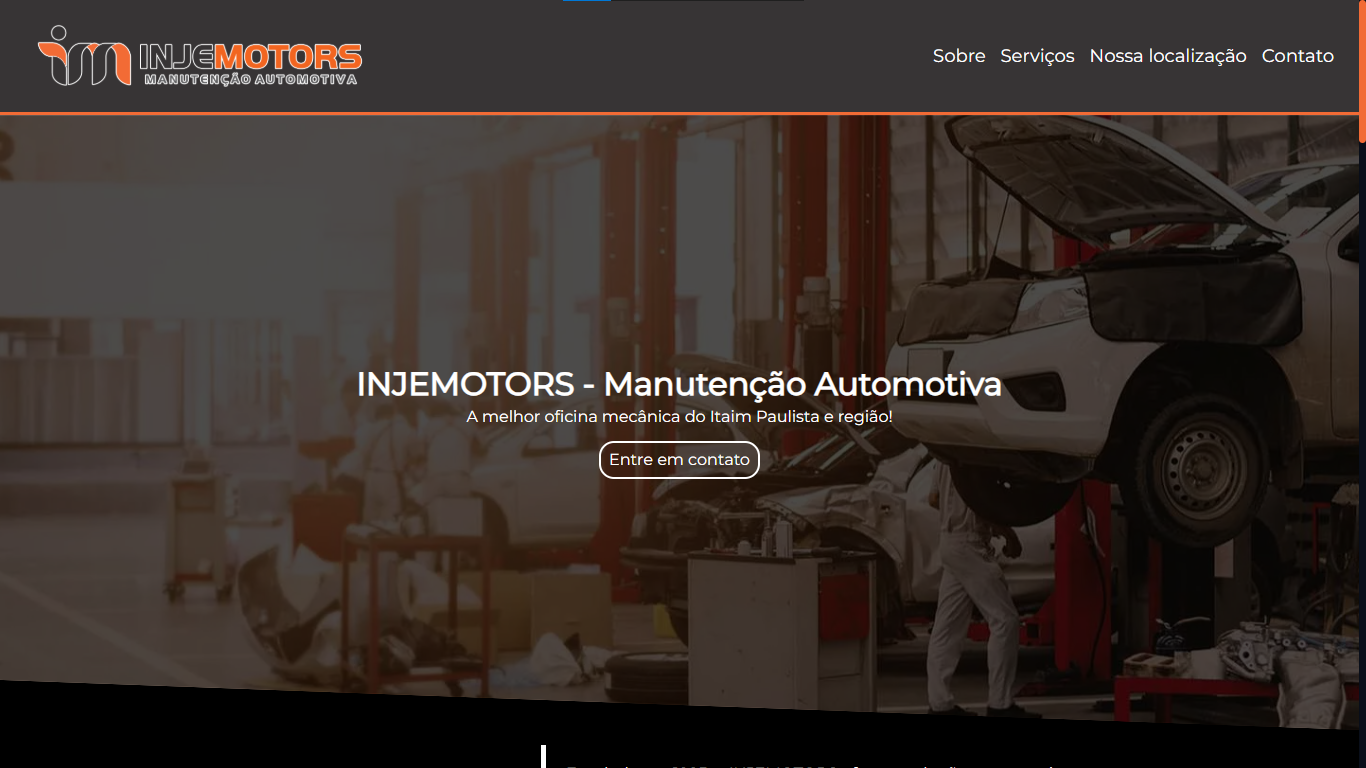 INJEMOTORS
MANUTENÇÃO AUTOMOTIVA
Sobre Serviços Nossa localização Contato
INJEMOTORS - Manutenção Automotiva
A melhor oficina mecânica do Itaim Paulista e região!
Entre em contato